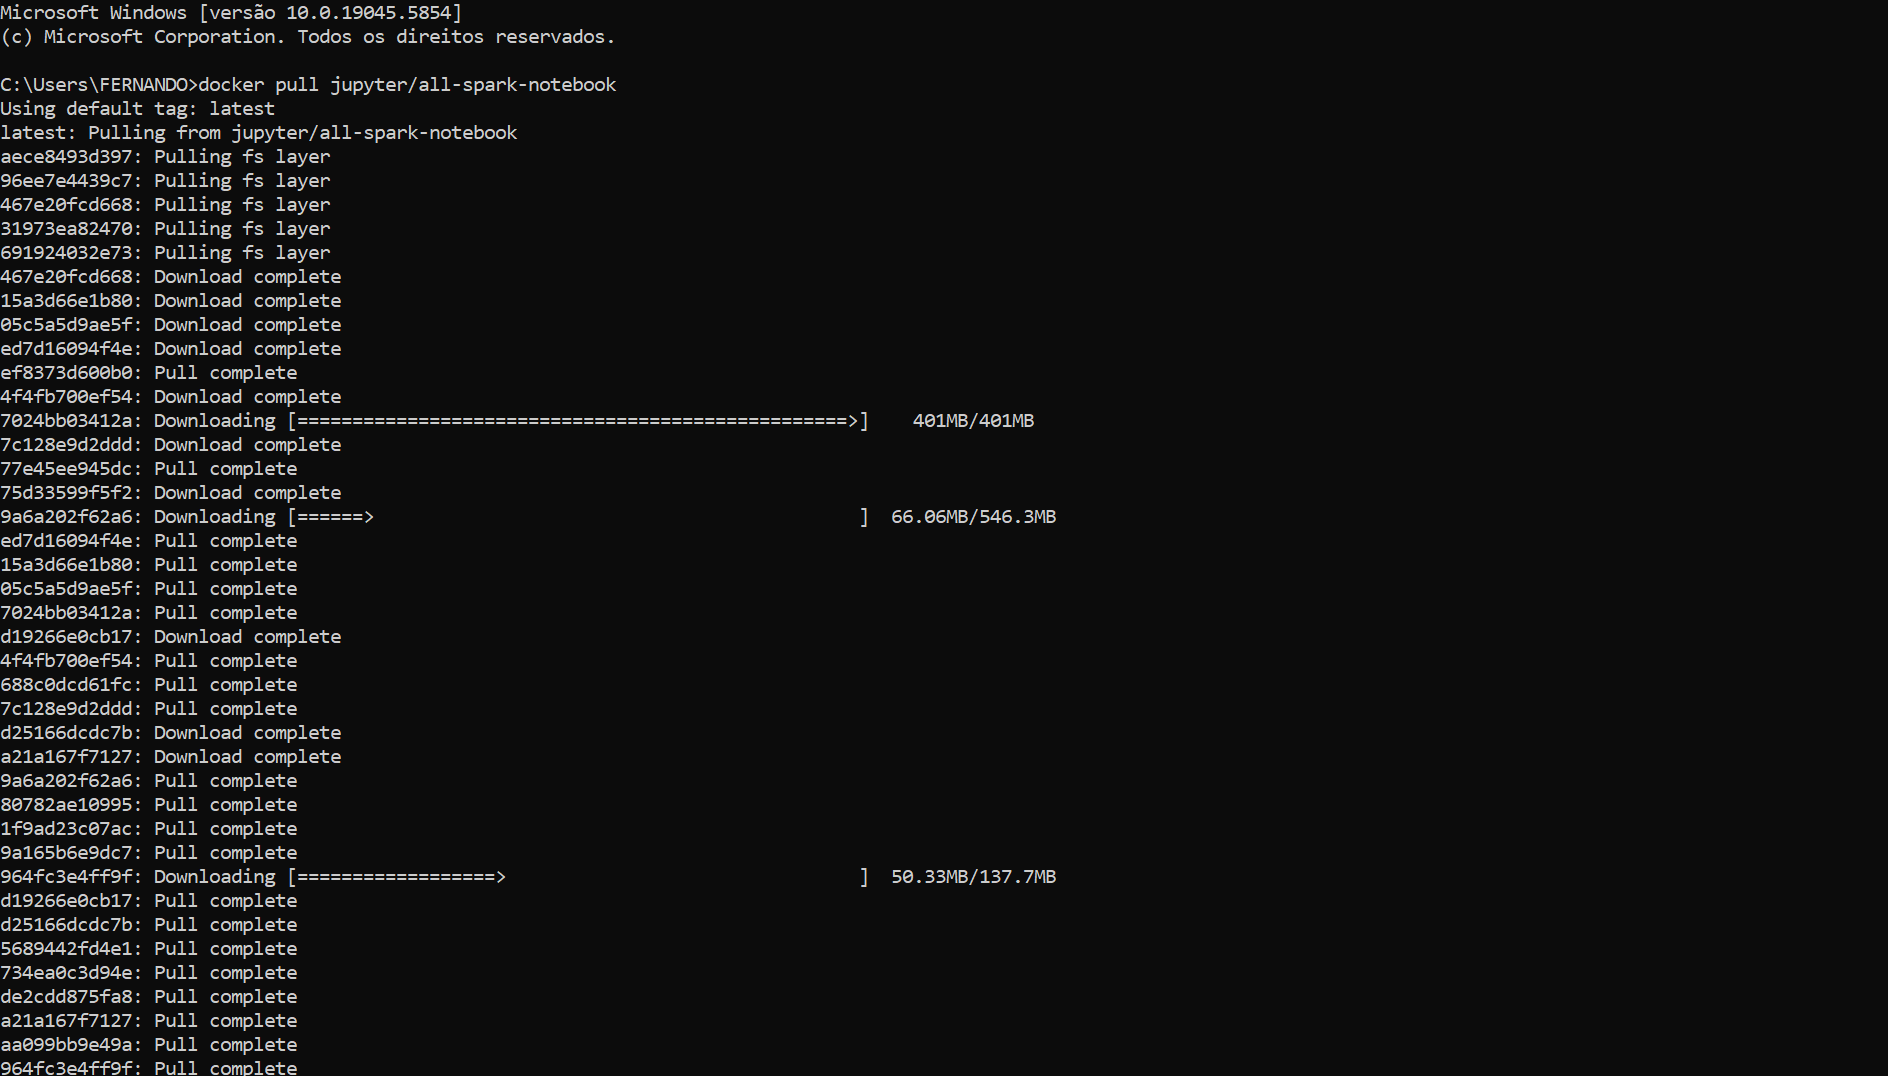 Microsoft Windows [versão 10.0.19045.5854]
(c) Microsoft Corporation. Todos os direitos reservados.
C:\Users\FERNANDO>docker pull jupyter/all-spark-notebook
Using default tag: latest
latest: Pulling from jupyter/all-spark-notebook
aece8493d397: Pulling fs layer
96ee7e4439c7: Pulling fs layer
467e20fcd668: Pulling fs layer
31973ea82470: Pulling fs layer
691924032e73: Pulling fs layer
467e20fcd668: Download complete
15a3d66e1b80: Download complete
05c5a5d9ae5f: Download complete
ed7d16094f4e: Download complete
ef8373d600b0: Pull complete
4f4fb700ef54: Download complete
7024bb03412a: Downloading [==================================================>]    401MB/401MB
7c128e9d2ddd: Download complete
77e45ee945dc: Pull complete
75d33599f5f2: Download complete
9a6a202f62a6: Downloading [======>                                            ]  66.06MB/546.3MB
ed7d16094f4e: Pull complete
15a3d66e1b80: Pull complete
05c5a5d9ae5f: Pull complete
7024bb03412a: Pull complete
d19266e0cb17: Download complete
4f4fb700ef54: Pull complete
688c0dcd61fc: Pull complete
7c128e9d2ddd: Pull complete
d25166dcdc7b: Download complete
a21a167f7127: Download complete
9a6a202f62a6: Pull complete
80782ae10995: Pull complete
1f9ad23c07ac: Pull complete
9a165b6e9dc7: Pull complete
964fc3e4ff9f: Downloading [==================>                                ]  50.33MB/137.7MB
d19266e0cb17: Pull complete
d25166dcdc7b: Pull complete
5689442fd4e1: Pull complete
734ea0c3d94e: Pull complete
de2cdd875fa8: Pull complete
a21a167f7127: Pull complete
aa099bb9e49a: Pull complete
964fc3e4ff9f: Pull complete